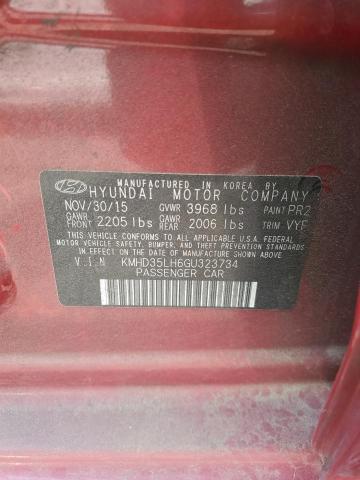 MANUFACTURED IN KOREA BY
HYUNDAI MOTOR COMPANY
NOV/30/15 GVWR 3968 lbs PAINT PR2
GAWR FRONT 2205 lbs GAWR REAR 2006 lbs TRIM VYF
THIS VEHICLE CONFORMS TO ALL APPLICABLE U.S.A. FEDERAL
MOTOR VEHICLE SAFETY, BUMPER, AND THEFT PREVENTION
STANDARDS IN EFFECT ON THE DATE OF MANUFACTURE SHOWN ABOVE.
V.I.N KMHD35LH6GU323734
PASSENGER CAR